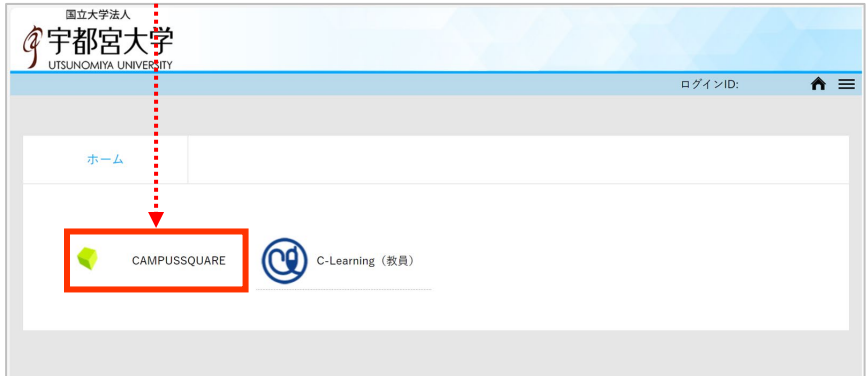 国立大学法人
宇都宮大学
UTSUNOMIYA UNIVERSITY
ログインID:
ホーム
CAMPUSSQUARE
C-Learning（教員）